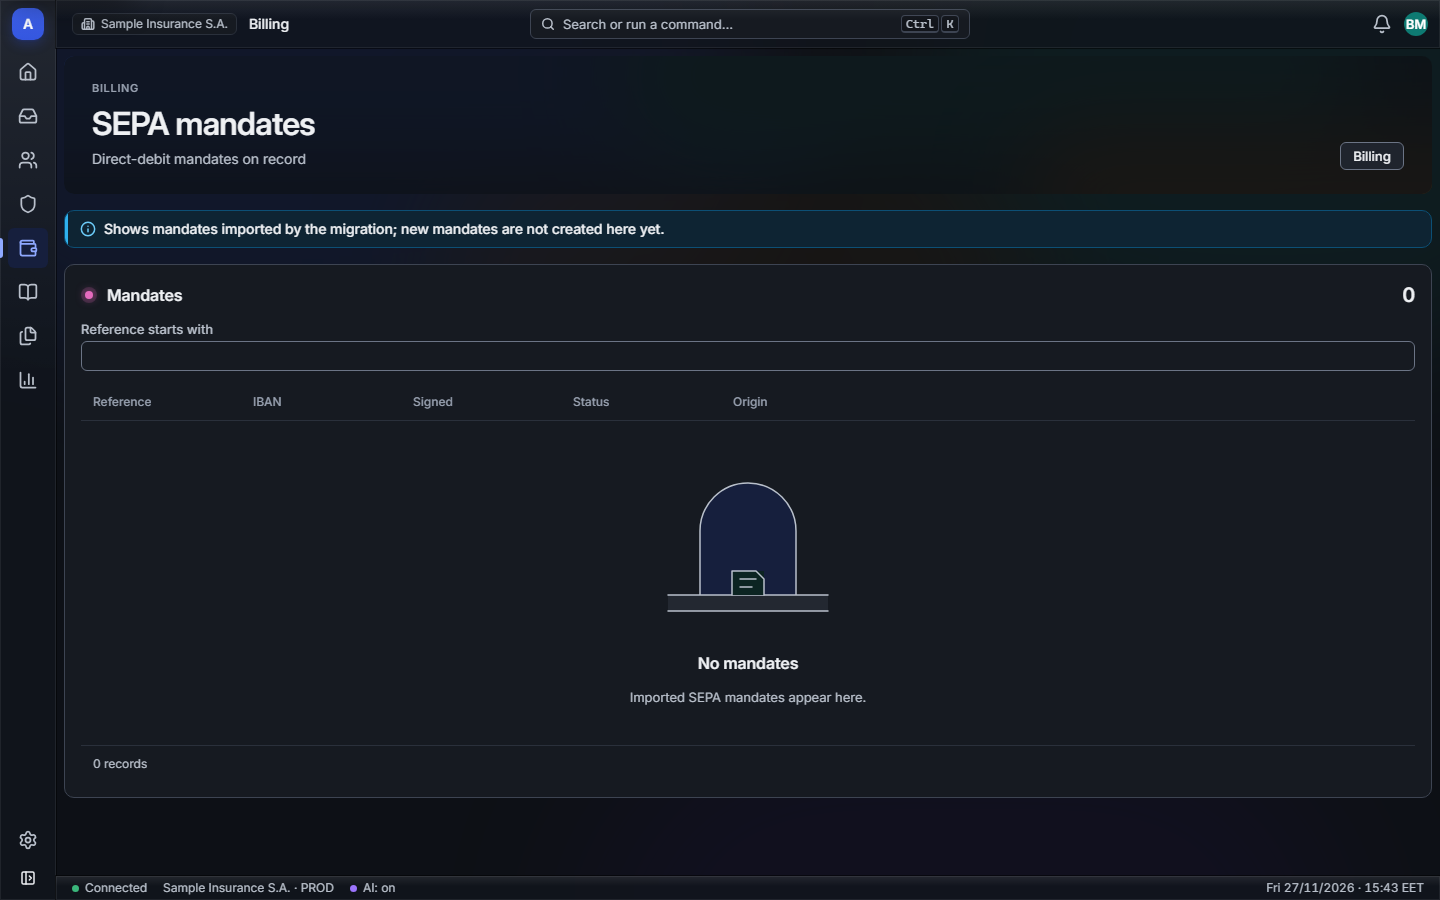 A
Sample Insurance S.A.
Billing
Search or run a command...
Ctrl K
BM
BILLING
SEPA mandates
Direct-debit mandates on record
Billing
Shows mandates imported by the migration; new mandates are not created here yet.
Mandates
0
Reference starts with
Reference IBAN Signed Status Origin
No mandates
Imported SEPA mandates appear here.
0 records
Connected Sample Insurance S.A. · PROD AI: on Fri 27/11/2026 · 15:43 EET